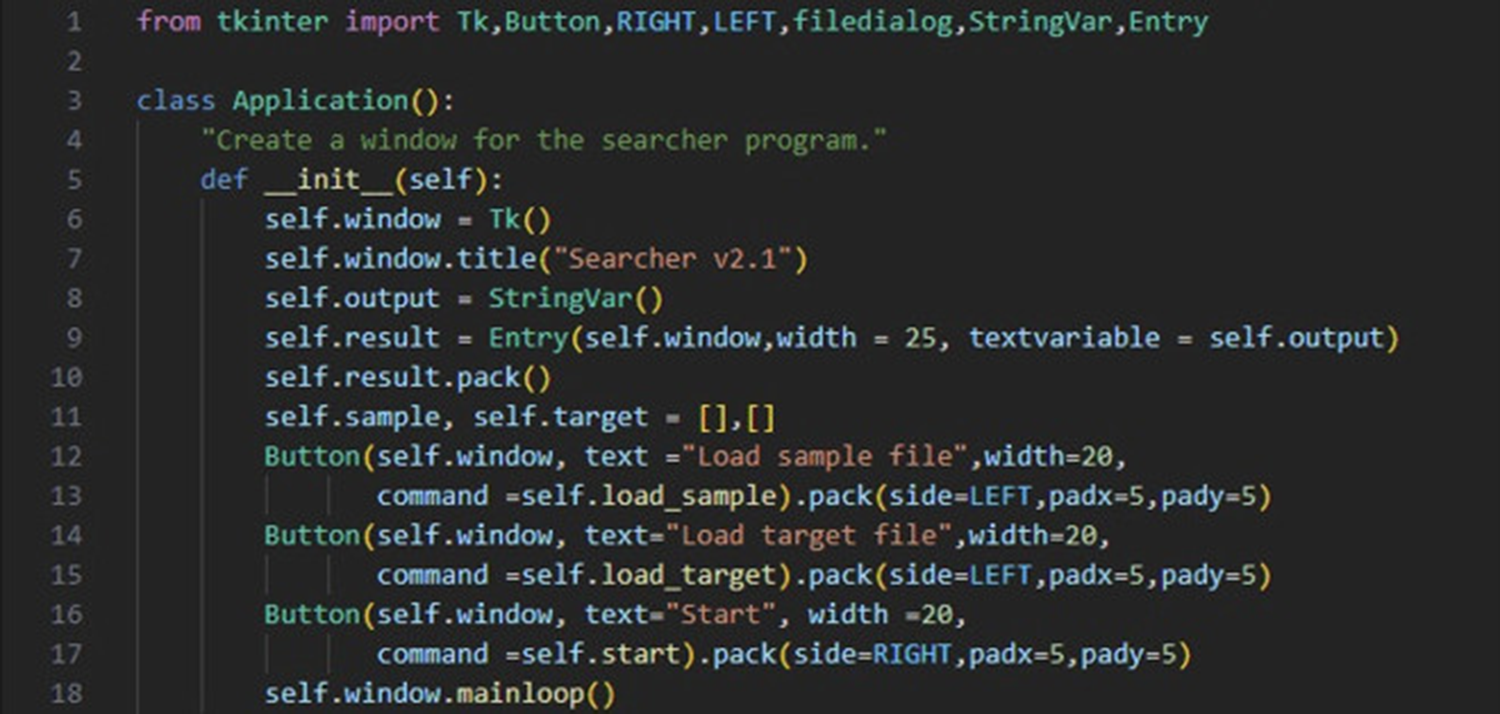 1 from tkinter import Tk,Button,RIGHT,LEFT,filedialog,StringVar,Entry
2
3 class Application():
4     "Create a window for the searcher program."
5     def __init__(self):
6         self.window = Tk()
7         self.window.title("Searcher v2.1")
8         self.output = StringVar()
9         self.result = Entry(self.window,width = 25, textvariable = self.output)
10         self.result.pack()
11         self.sample, self.target = [],[]
12         Button(self.window, text ="Load sample file",width=20,
13                command =self.load_sample).pack(side=LEFT,padx=5,pady=5)
14         Button(self.window, text="Load target file",width=20,
15                command =self.load_target).pack(side=LEFT,padx=5,pady=5)
16         Button(self.window, text="Start", width =20,
17                command =self.start).pack(side=RIGHT,padx=5,pady=5)
18         self.window.mainloop()